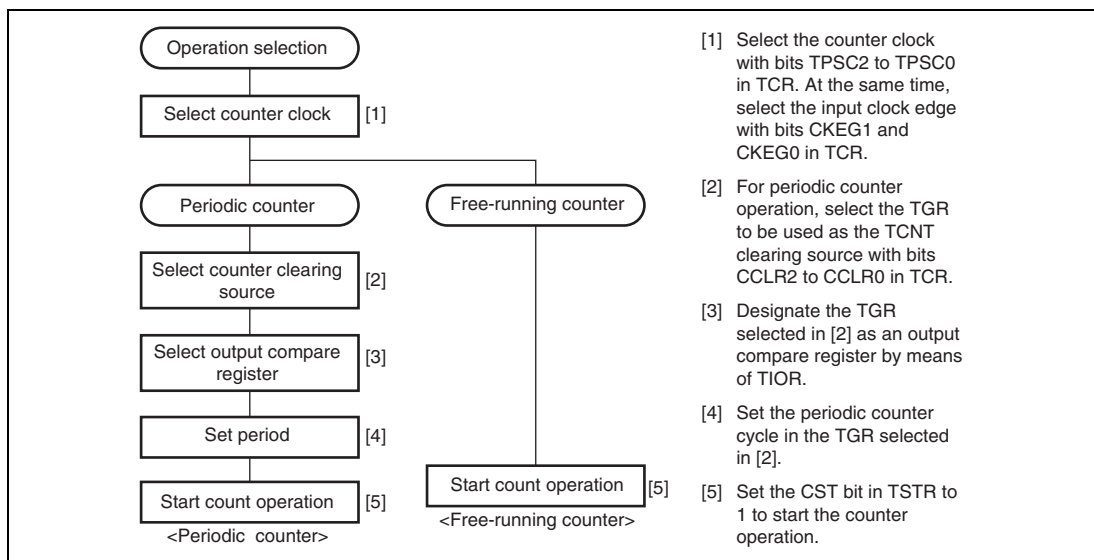 Operation selection
Select counter clock
[1]
Periodic counter
Free-running counter
Select counter clearing
source
[2]
Select output compare
register
[3]
Set period
[4]
Start count operation
[5]
<Periodic counter>
Start count operation
[5]
<Free-running counter>
[1] Select the counter clock
with bits TPSC2 to TPSC0
in TCR. At the same time,
select the input clock edge
with bits CKEG1 and
CKEG0 in TCR.
[2] For periodic counter
operation, select the TGR
to be used as the TCNT
clearing source with bits
CCLR2 to CCLR0 in TCR.
[3] Designate the TGR
selected in [2] as an output
compare register by means
of TIOR.
[4] Set the periodic counter
cycle in the TGR selected
in [2].
[5] Set the CST bit in TSTR to
1 to start the counter
operation.